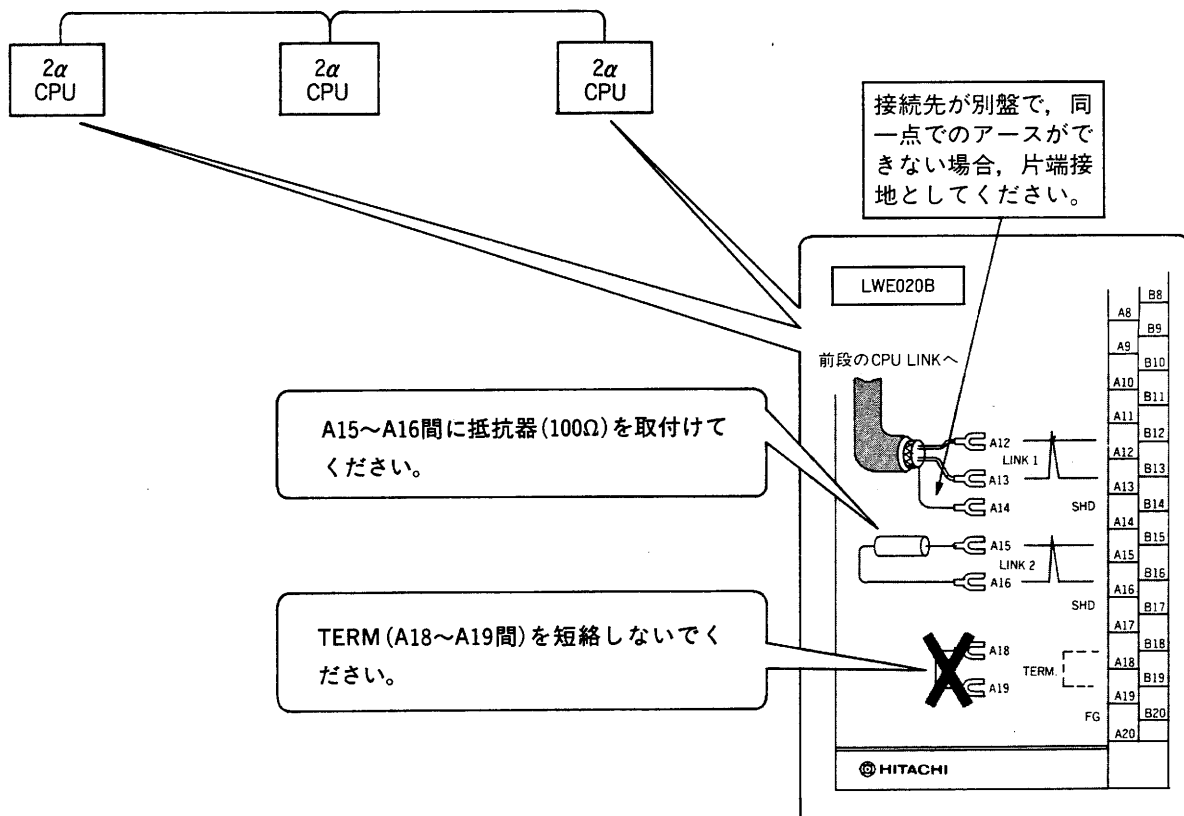 2α
CPU
2α
CPU
2α
CPU
接続先が別盤で，同
一点でのアースがで
きない場合，片端接
地としてください。
LWE020B
前段のCPU LINKへ
A15～A16間に抵抗器(100Ω)を取付けて
ください。
TERM(A18～A19間)を短絡しないでく
ださい。
A12
LINK 1
A13
A14
SHD
A15
LINK 2
A16
SHD
A18
TERM.
A19
FG
B8
A8
B9
A9
B10
A10
B11
A11
B12
A12
B13
A13
B14
A14
B15
A15
B16
A16
B17
A17
B18
A18
B19
A19
B20
A20
HITACHI